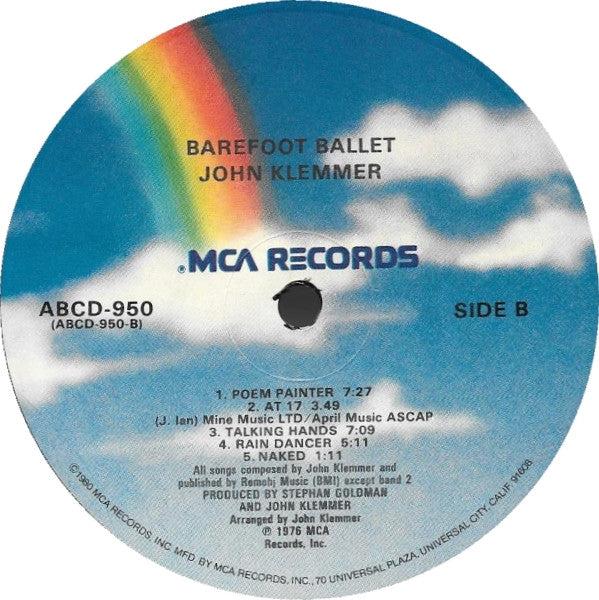 BAREFOOT BALLET
JOHN KLEMMER
®MCA RECORDS
ABCD-950
(ABCD-950-B)
SIDE B
1. POEM PAINTER 7:27
2. AT 17 3.49
(J. Ian) Mine Music LTD/April Music ASCAP
3. TALKING HANDS 7:09
4. RAIN DANCER 5:11
5. NAKED 1:11
All songs composed by John Klemmer and
published by Remohj Music (BMI) except band 2
PRODUCED BY STEPHAN GOLDMAN
AND JOHN KLEMMER
Arranged by John Klemmer
℗ 1976 MCA
Records, Inc.
©1980 MCA RECORDS, INC MFD. BY MCA RECORDS, INC., 70 UNIVERSAL PLAZA, UNIVERSAL CITY, CALIF. 91608